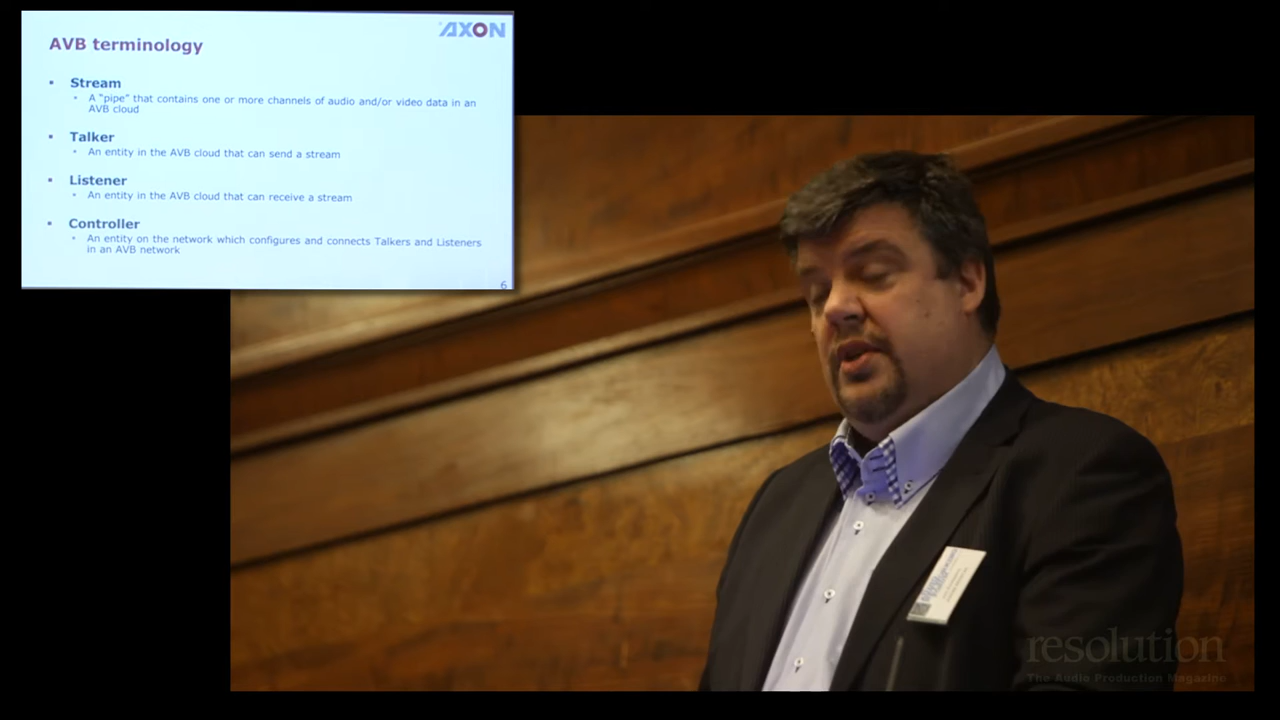 AXON
AVB terminology
Stream
A "pipe" that contains one or more channels of audio and/or video data in an
AVB cloud
Talker
An entity in the AVB cloud that can send a stream
Listener
An entity in the AVB cloud that can receive a stream
Controller
An entity on the network which configures and connects Talkers and Listeners
in an AVB network
6
resolution
The Audio Production Magazine